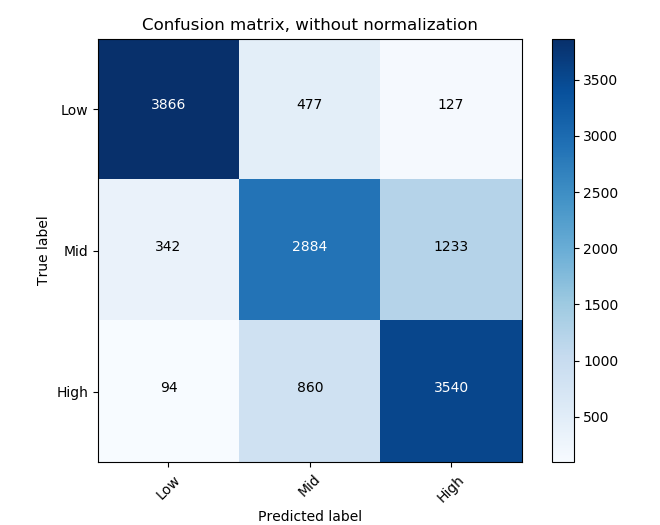 Confusion matrix, without normalization
Low 3866 477 127
Mid 342 2884 1233
High 94 860 3540
Low Mid High
Predicted label
True label
3500
3000
2500
2000
1500
1000
500